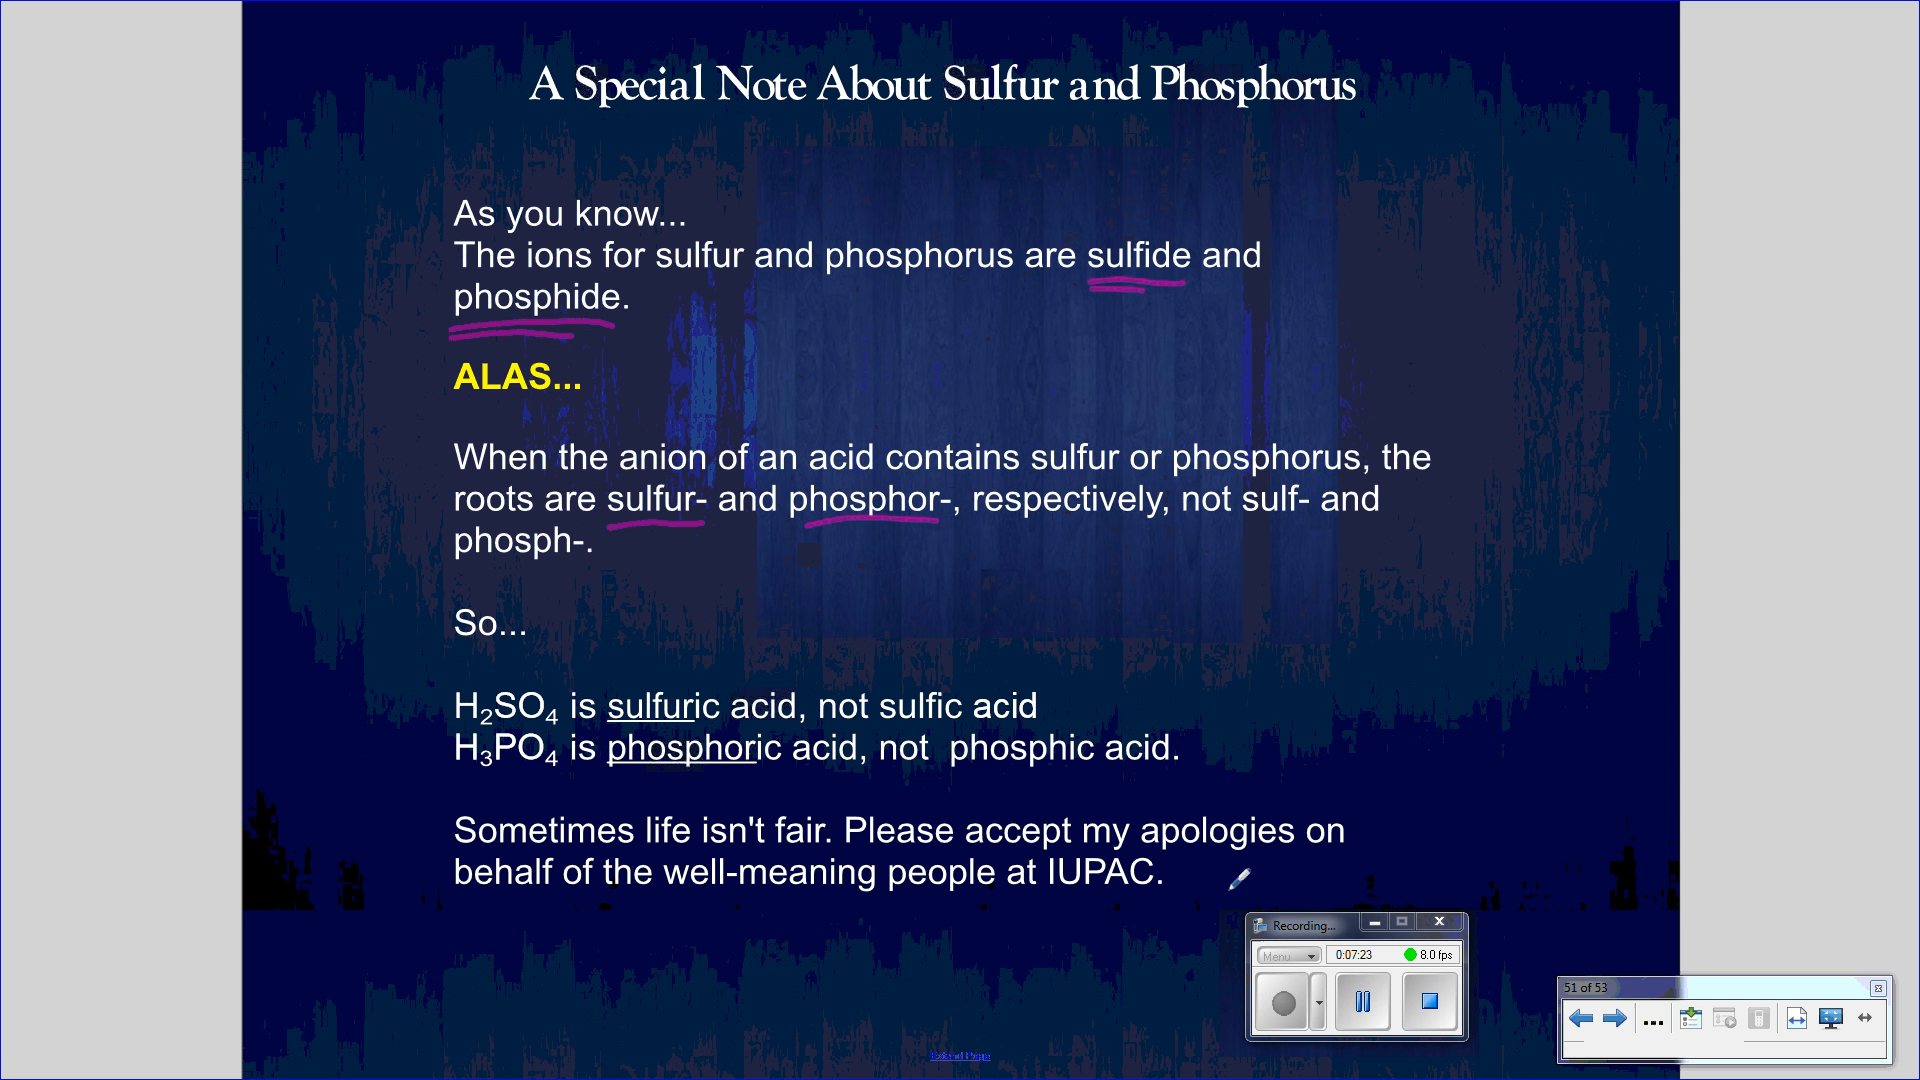 A Special Note About Sulfur and Phosphorus
As you know...
The ions for sulfur and phosphorus are sulfide and
phosphide.
ALAS...
When the anion of an acid contains sulfur or phosphorus, the
roots are sulfur- and phosphor-, respectively, not sulf- and
phosph-.
So...
H₂SO₄ is sulfuric acid, not sulfic acid
H₃PO₄ is phosphoric acid, not  phosphic acid.
Sometimes life isn't fair. Please accept my apologies on
behalf of the well-meaning people at IUPAC.
Recording...
Menu
0:07:23
8.0 fps
51 of 53
Extend Page